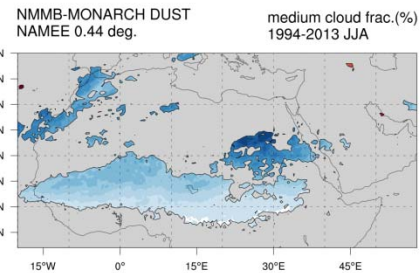 NMMB-MONARCH DUST
NAMEE 0.44 deg.
medium cloud frac.(%)
1994-2013 JJA
N
N
N
N
N
N
N
N
15°W 0° 15°E 30°E 45°E